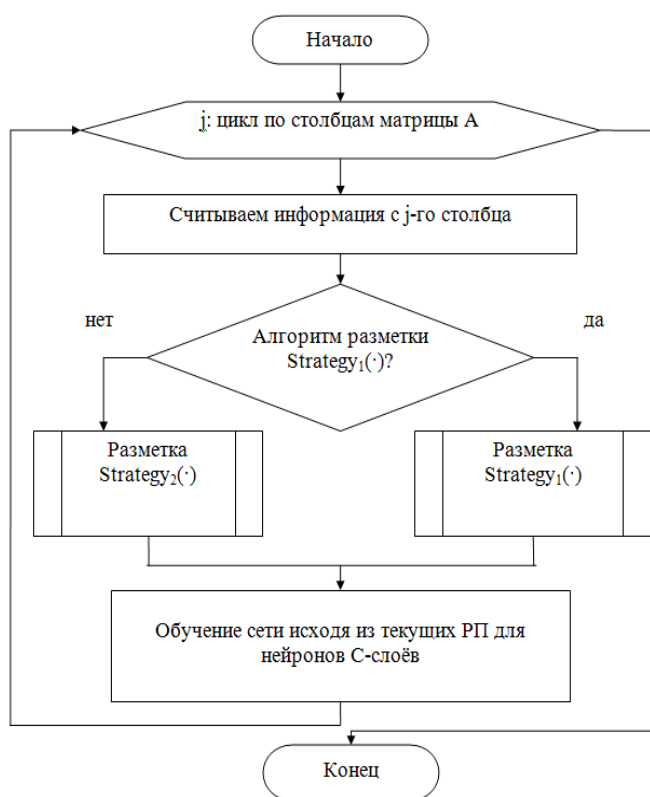 Начало
j: цикл по столбцам матрицы А
Считываем информация с j-го столбца
нет
да
Алгоритм разметки
Strategy₁(·)?
Разметка
Strategy₂(·)
Разметка
Strategy₁(·)
Обучение сети исходя из текущих РП для
нейронов С-слоёв
Конец